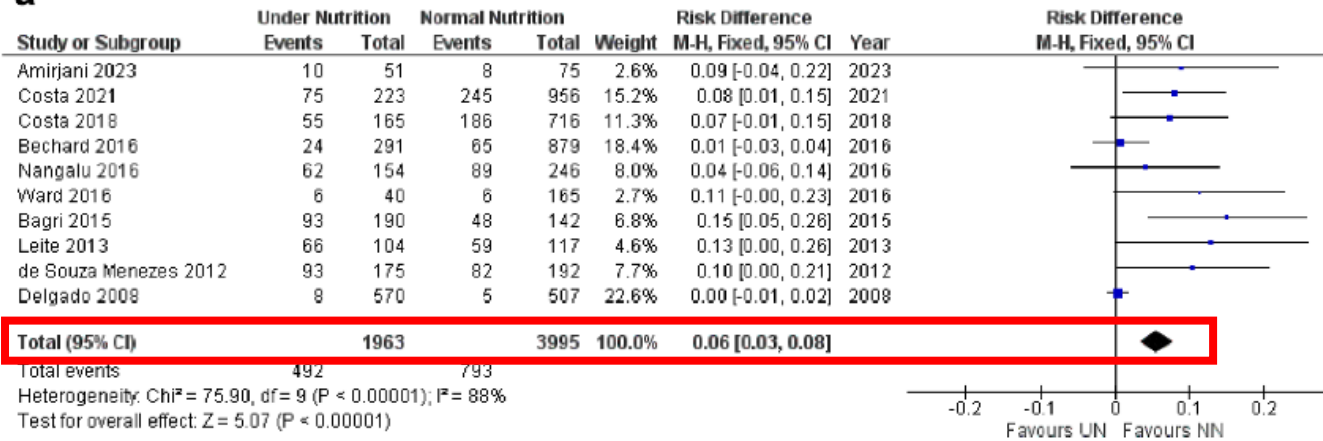 a
Under Nutrition Normal Nutrition Risk Difference Risk Difference
Study or Subgroup Events Total Events Total Weight M-H, Fixed, 95% CI Year M-H, Fixed, 95% CI
Amirjani 2023 10 51 8 75 2.6% 0.09 [-0.04, 0.22] 2023
Costa 2021 75 223 245 956 15.2% 0.08 [0.01, 0.15] 2021
Costa 2018 55 165 186 716 11.3% 0.07 [-0.01, 0.15] 2018
Bechard 2016 24 291 65 879 18.4% 0.01 [-0.03, 0.04] 2016
Nangalu 2016 62 154 89 246 8.0% 0.04 [-0.06, 0.14] 2016
Ward 2016 6 40 6 165 2.7% 0.11 [-0.00, 0.23] 2016
Bagri 2015 93 190 48 142 6.8% 0.15 [0.05, 0.26] 2015
Leite 2013 66 104 59 117 4.6% 0.13 [0.00, 0.26] 2013
de Souza Menezes 2012 93 175 82 192 7.7% 0.10 [0.00, 0.21] 2012
Delgado 2008 8 570 5 507 22.6% 0.00 [-0.01, 0.02] 2008
Total (95% CI) 1963 3995 100.0% 0.06 [0.03, 0.08]
Total events 492 793
Heterogeneity: Chi² = 75.90, df = 9 (P < 0.00001); I² = 88%
Test for overall effect: Z = 5.07 (P < 0.00001)
-0.2 -0.1 0 0.1 0.2
Favours UN Favours NN